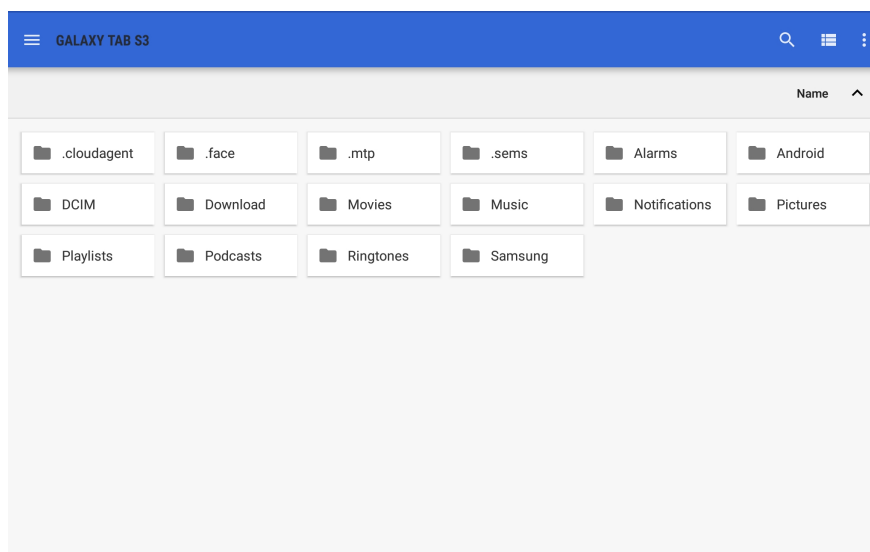 GALAXY TAB S3
Name
.cloudagent .face .mtp .sems Alarms Android
DCIM Download Movies Music Notifications Pictures
Playlists Podcasts Ringtones Samsung